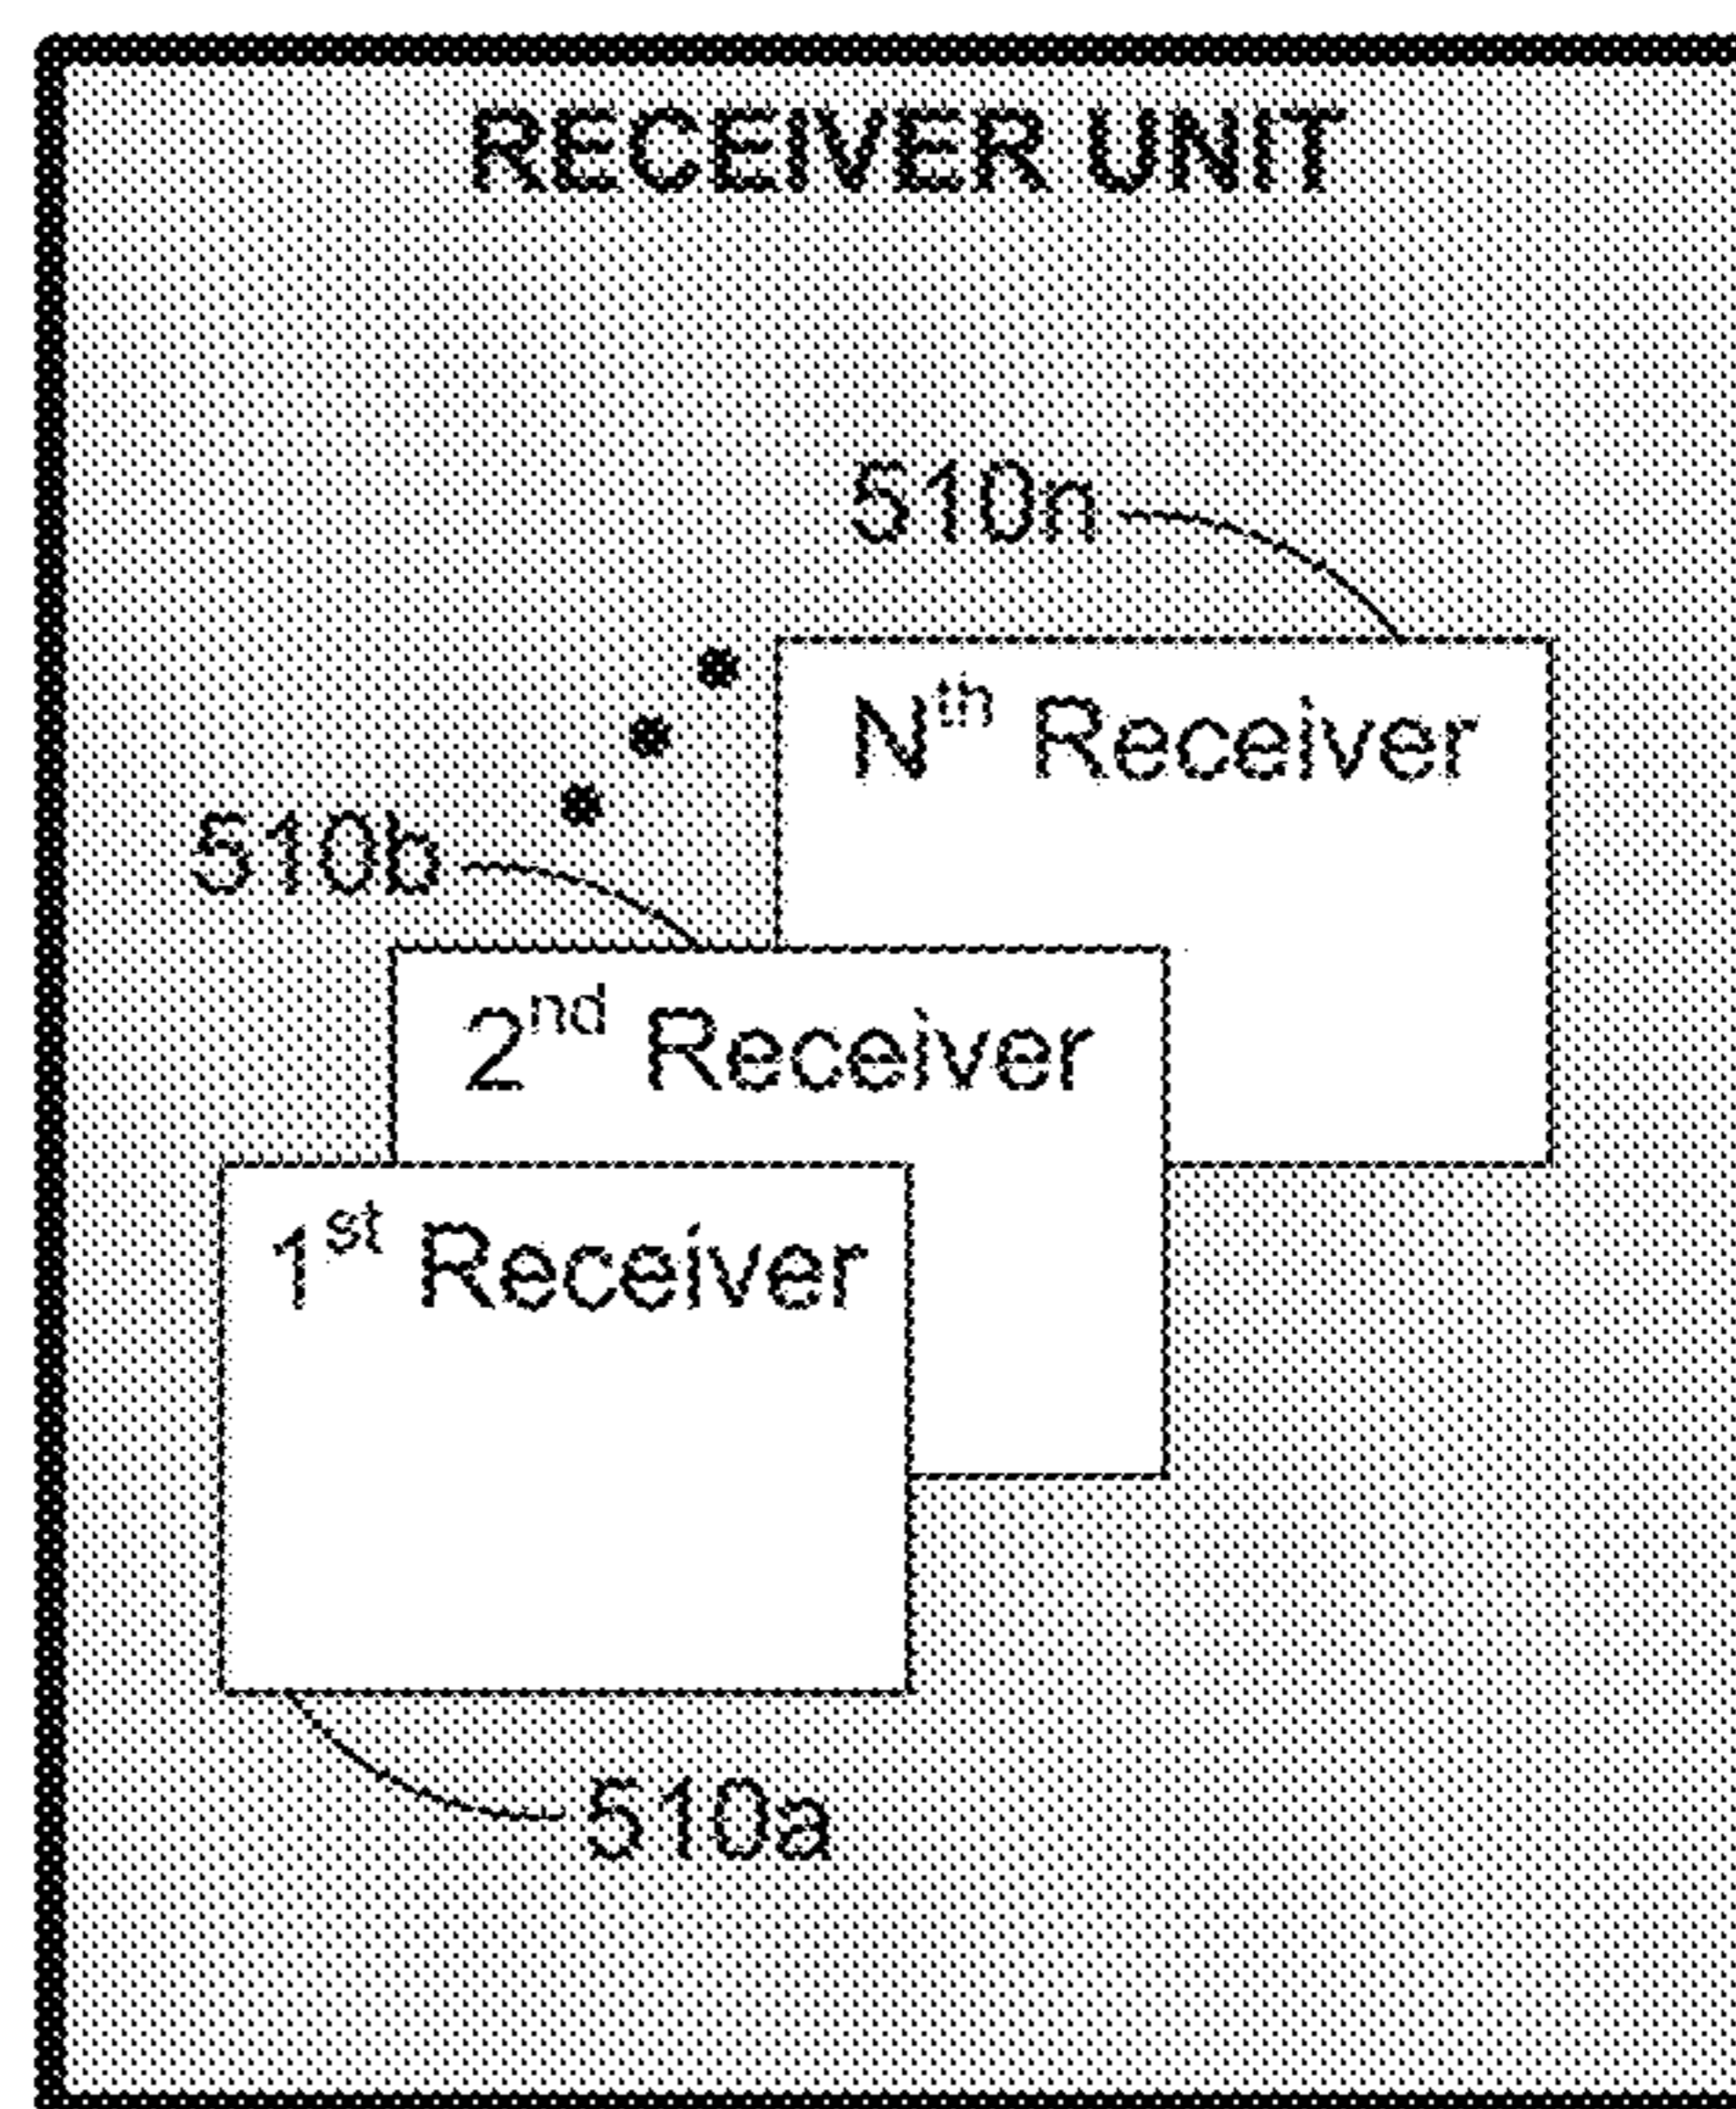 RECEIVER UNIT
510n
Nth Receiver
510b
2nd Receiver
1st Receiver
510a